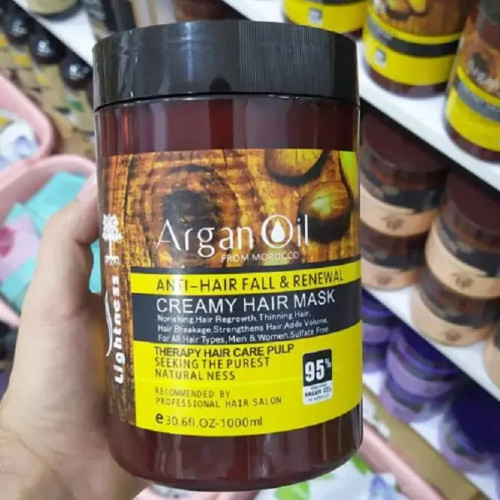 Argan Oil
FROM MOROCCO
ANTI-HAIR FALL & RENEWAL
CREAMY HAIR MASK
Norishing,Hair Regrowth,Thinning Hair,
Hair Breakage,Strengthens Hair,Adds Volume,
For All Hair Types,Men & Women,Sulfate Free
THERAPY HAIR CARE PULP
SEEKING THE PUREST
NATURAL NESS
RECOMMENDED BY
PROFESSIONAL HAIR SALON
e30.6fl.OZ-1000ml
95%
ARGAN OIL
Lightness